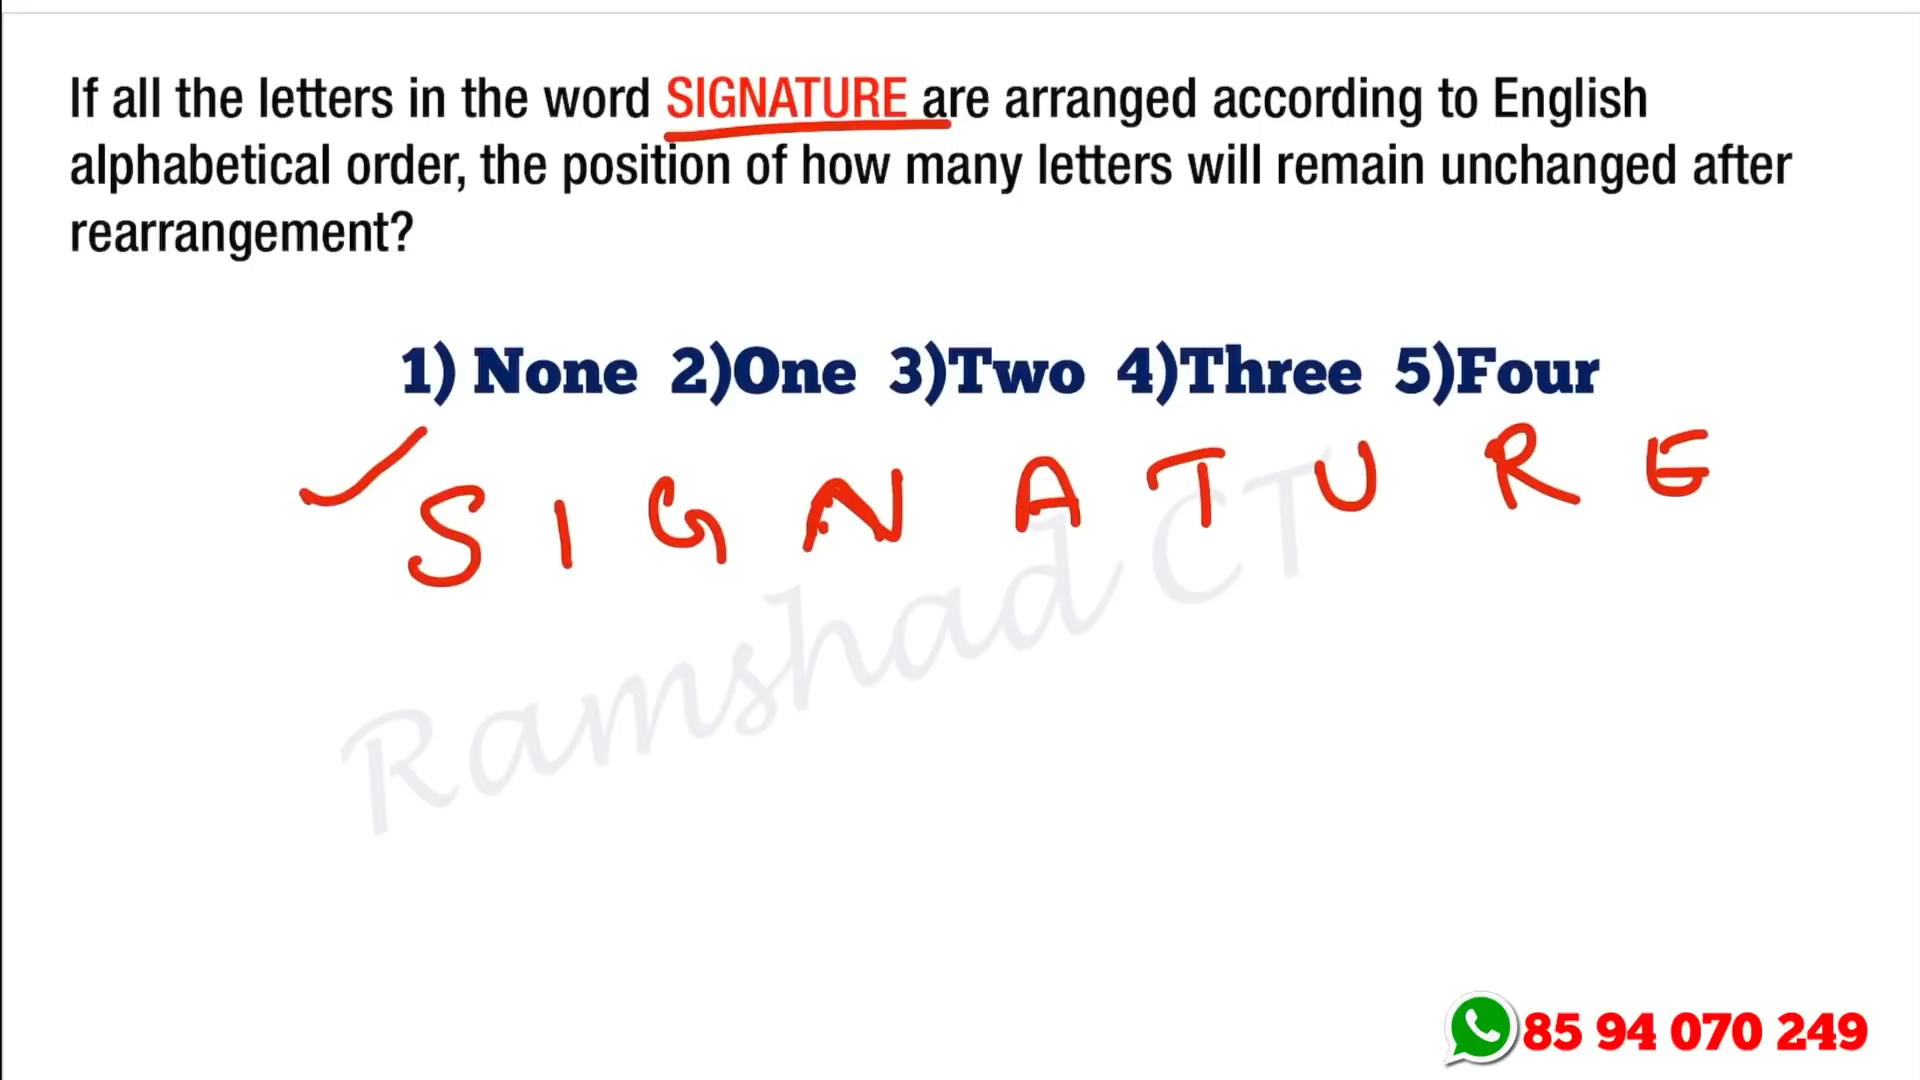 If all the letters in the word SIGNATURE are arranged according to English
alphabetical order, the position of how many letters will remain unchanged after
rearrangement?
1) None 2)One 3)Two 4)Three 5)Four
S I G N A T U R E
Ramshad CT
85 94 070 249